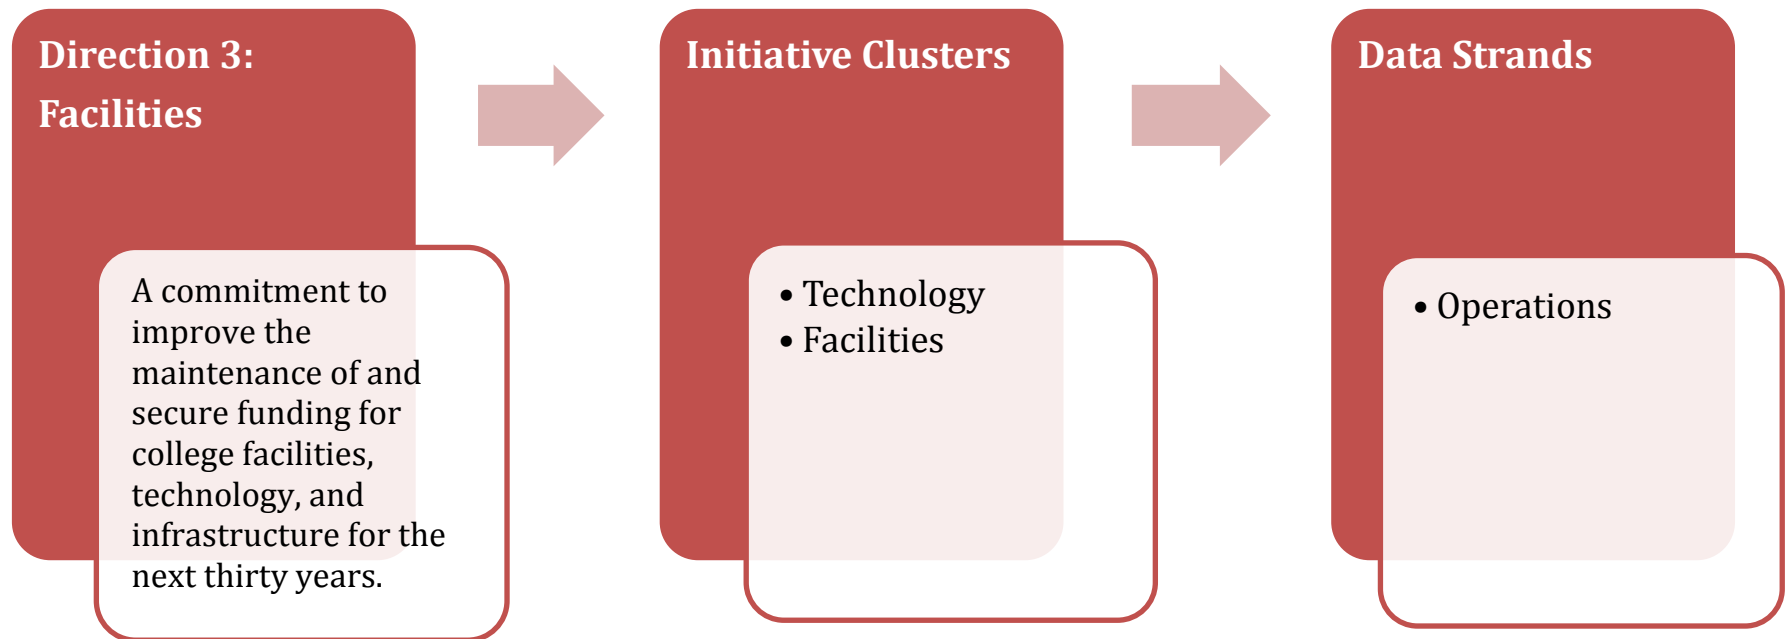 Direction 3:
Facilities
A commitment to
improve the
maintenance of and
secure funding for
college facilities,
technology, and
infrastructure for the
next thirty years.
Initiative Clusters
• Technology
• Facilities
Data Strands
• Operations